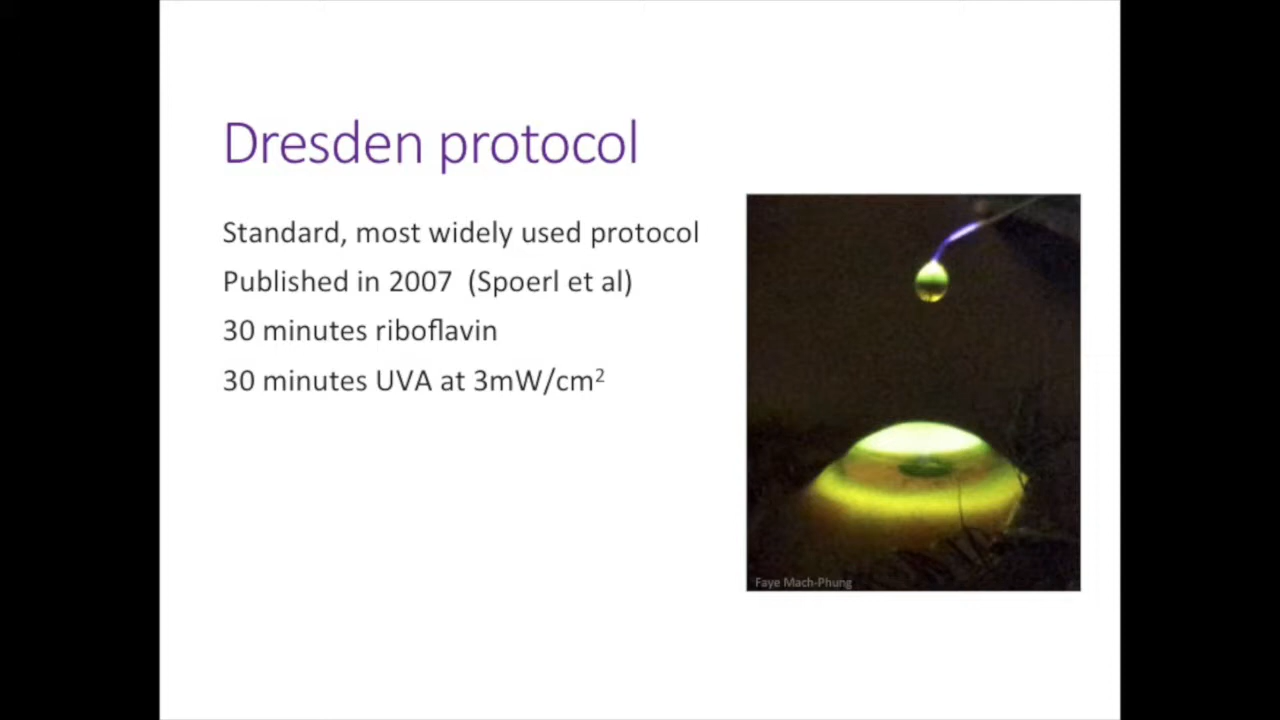 Dresden protocol
Standard, most widely used protocol
Published in 2007  (Spoerl et al)
30 minutes riboflavin
30 minutes UVA at 3mW/cm²
Faye Mach-Phung